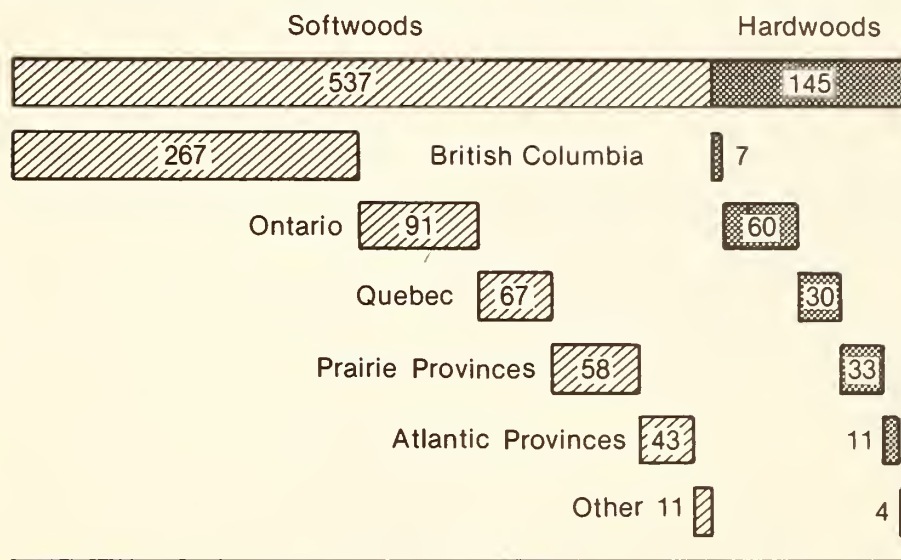 Softwoods Hardwoods
537 145
267 British Columbia 7
Ontario 91 60
Quebec 67 30
Prairie Provinces 58 33
Atlantic Provinces 43 11
Other 11 4